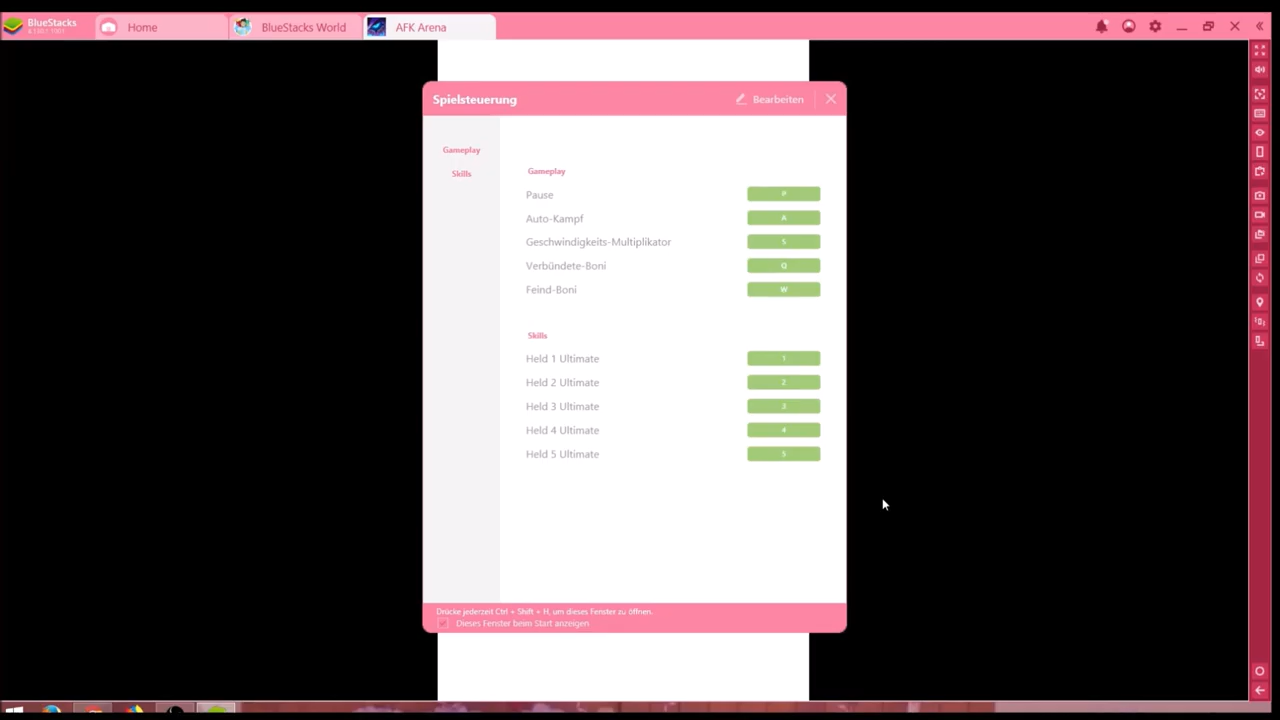 BlueStacks
Home
BlueStacks World
AFK Arena
Spielsteuerung
Bearbeiten
Gameplay
Skills
Gameplay
Pause P
Auto-Kampf A
Geschwindigkeits-Multiplikator S
Verbündete-Boni Q
Feind-Boni W
Skills
Held 1 Ultimate 1
Held 2 Ultimate 2
Held 3 Ultimate 3
Held 4 Ultimate 4
Held 5 Ultimate 5
Drücke jederzeit Ctrl + Shift + H, um dieses Fenster zu öffnen.
Dieses Fenster beim Start anzeigen